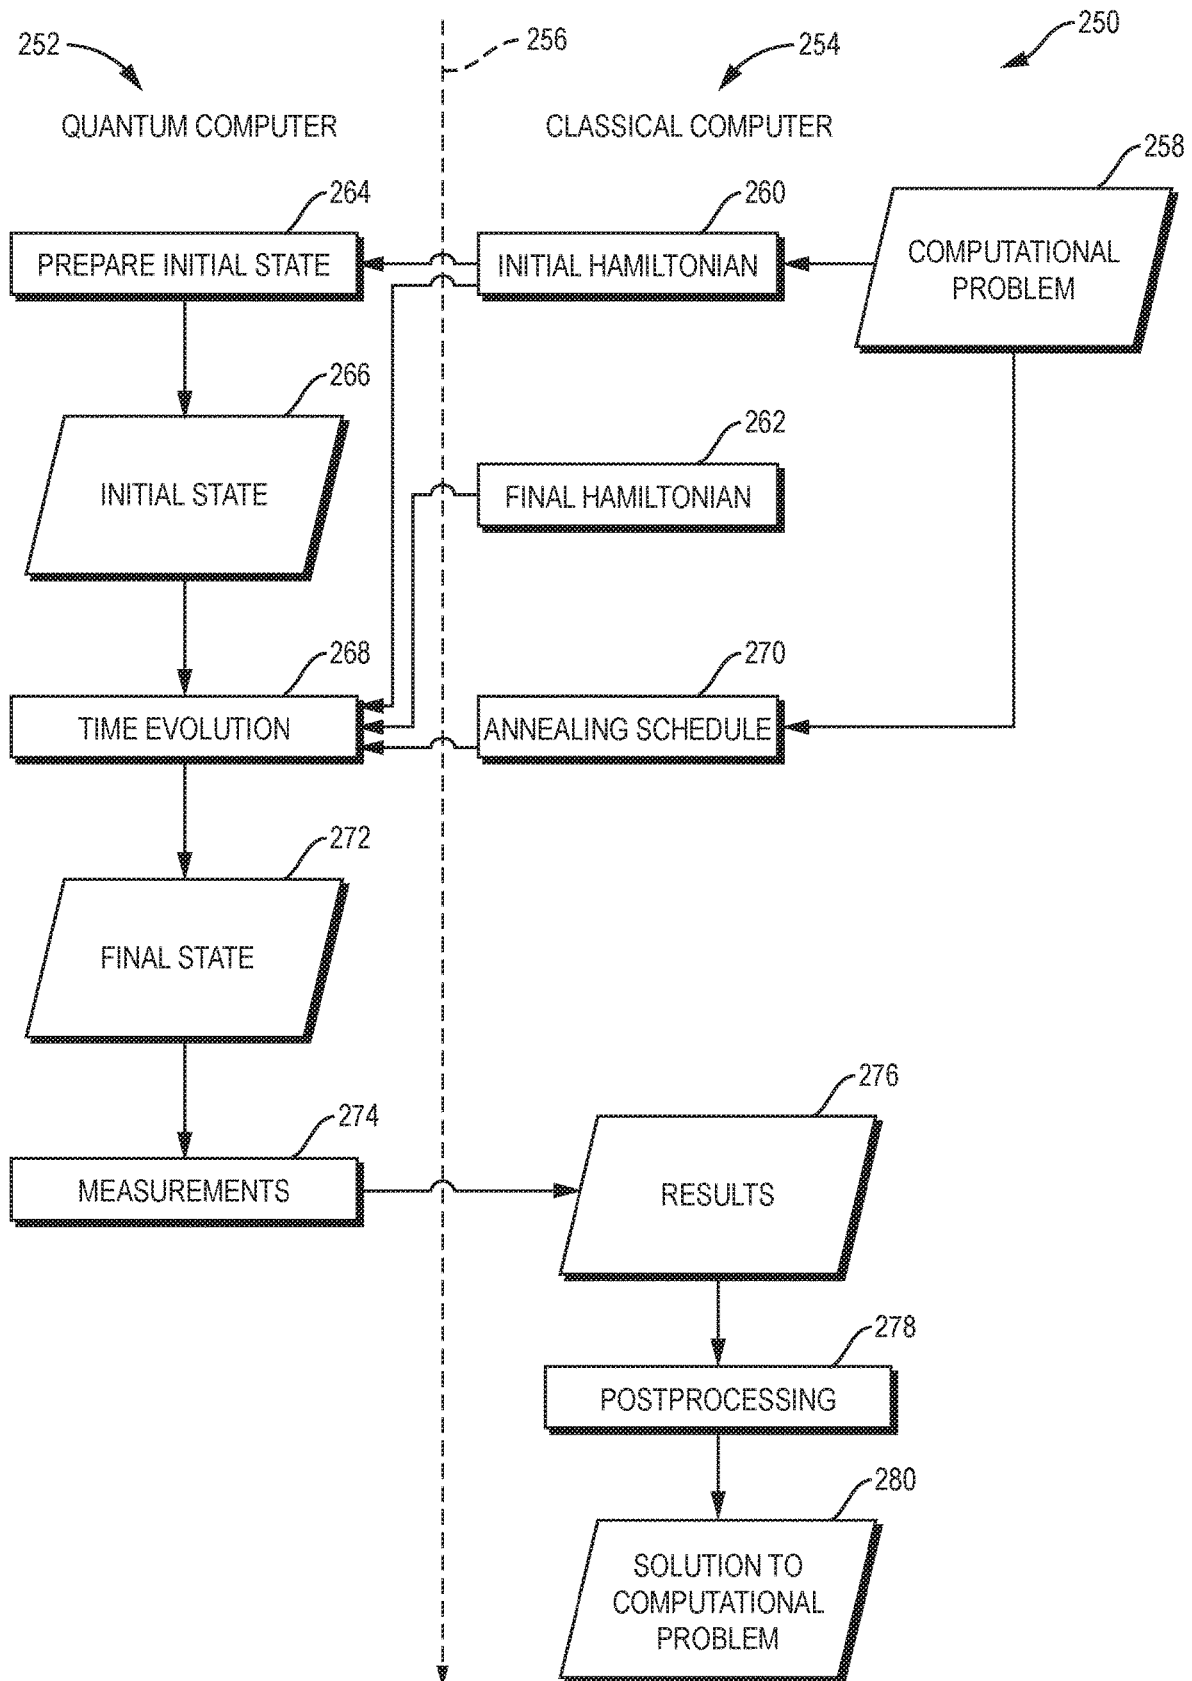 252
256
254
250
QUANTUM COMPUTER
CLASSICAL COMPUTER
258
264
260
PREPARE INITIAL STATE
INITIAL HAMILTONIAN
COMPUTATIONAL
PROBLEM
266
262
INITIAL STATE
FINAL HAMILTONIAN
268
270
TIME EVOLUTION
ANNEALING SCHEDULE
272
FINAL STATE
276
274
MEASUREMENTS
RESULTS
278
POSTPROCESSING
280
SOLUTION TO
COMPUTATIONAL
PROBLEM